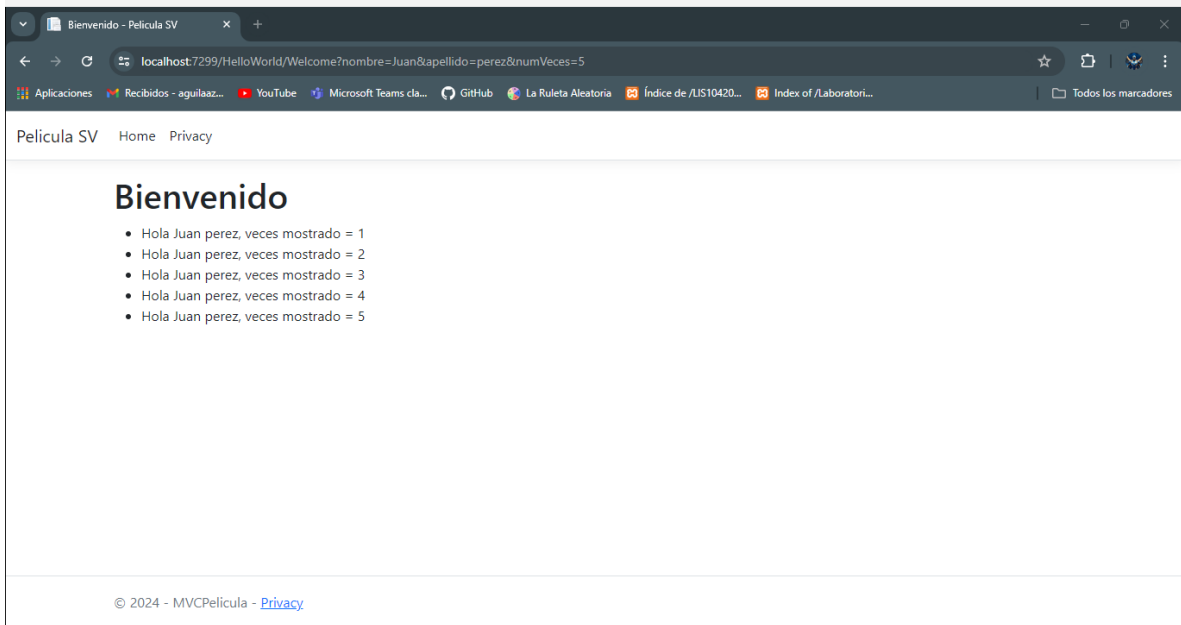 Bienvenido - Pelicula SV
localhost:7299/HelloWorld/Welcome?nombre=Juan&apellido=perez&numVeces=5
Aplicaciones Recibidos - aguilaaz... YouTube Microsoft Teams cla... GitHub La Ruleta Aleatoria Índice de /LIS10420... Index of /Laboratori... Todos los marcadores
Pelicula SV Home Privacy
Bienvenido
• Hola Juan perez, veces mostrado = 1
• Hola Juan perez, veces mostrado = 2
• Hola Juan perez, veces mostrado = 3
• Hola Juan perez, veces mostrado = 4
• Hola Juan perez, veces mostrado = 5
© 2024 - MVCPelicula - Privacy